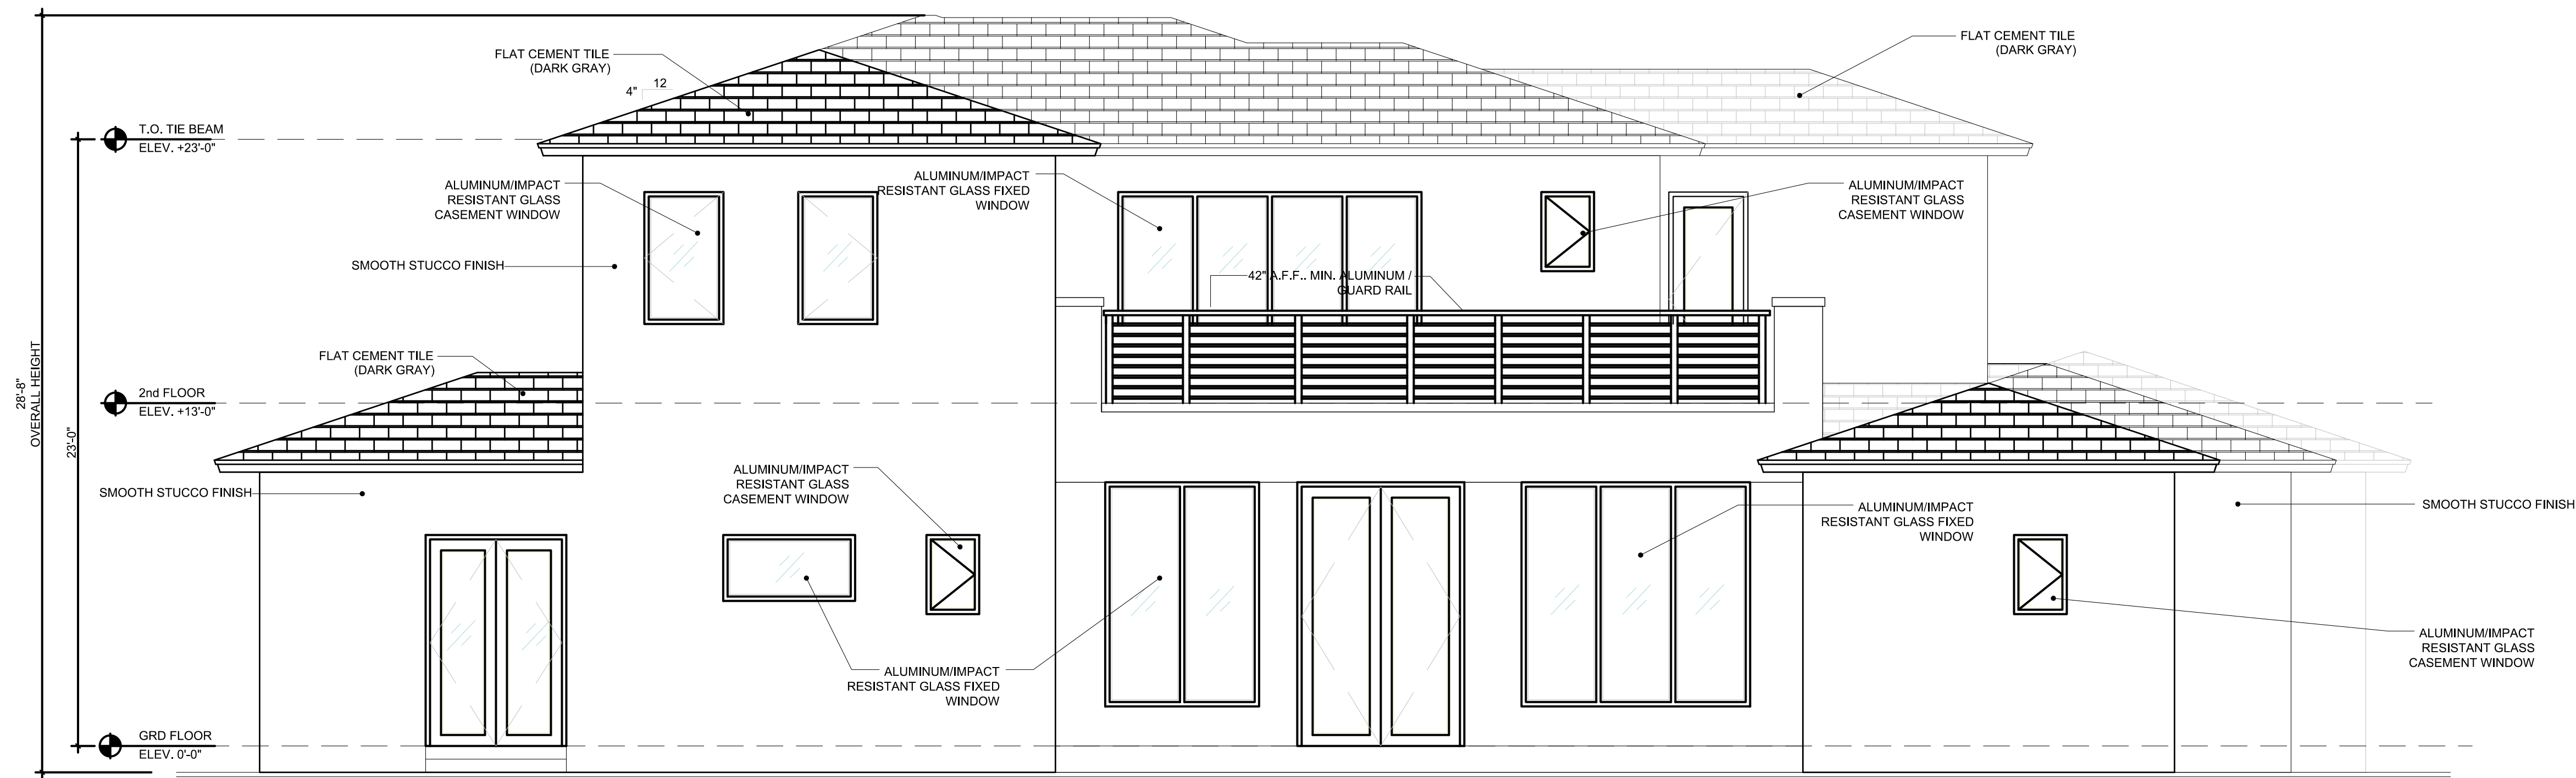 FLAT CEMENT TILE
(DARK GRAY)
FLAT CEMENT TILE
(DARK GRAY)
12
4"
T.O. TIE BEAM
ELEV. +23'-0"
ALUMINUM/IMPACT
RESISTANT GLASS
CASEMENT WINDOW
ALUMINUM/IMPACT
RESISTANT GLASS FIXED
WINDOW
ALUMINUM/IMPACT
RESISTANT GLASS
CASEMENT WINDOW
SMOOTH STUCCO FINISH
42" A.F.F.. MIN. ALUMINUM /
GUARD RAIL
FLAT CEMENT TILE
(DARK GRAY)
28'-8"
OVERALL HEIGHT
2nd FLOOR
ELEV. +13'-0"
23'-0"
ALUMINUM/IMPACT
RESISTANT GLASS
CASEMENT WINDOW
SMOOTH STUCCO FINISH
ALUMINUM/IMPACT
RESISTANT GLASS FIXED
WINDOW
SMOOTH STUCCO FINISH
ALUMINUM/IMPACT
RESISTANT GLASS
CASEMENT WINDOW
ALUMINUM/IMPACT
RESISTANT GLASS FIXED
WINDOW
GRD FLOOR
ELEV. 0'-0"